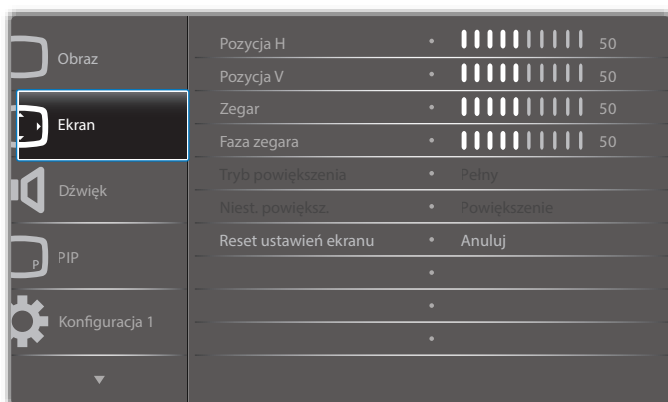 Obraz
Ekran
Dźwięk
P
PIP
Konfiguracja 1
Pozycja H • 50
Pozycja V • 50
Zegar • 50
Faza zegara • 50
Tryb powiększenia • Pełny
Niest. powiększ. • Powiększenie
Reset ustawień ekranu • Anuluj